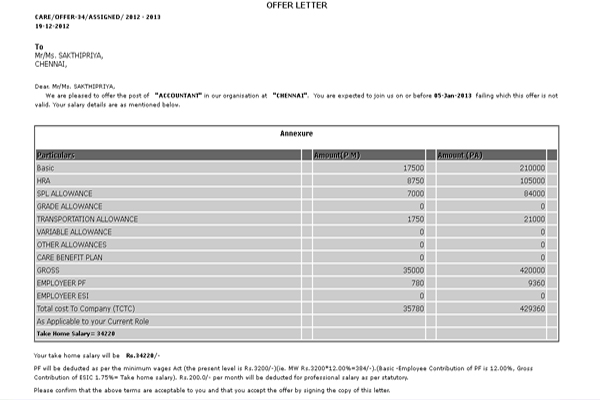 OFFER LETTER
CARE/OFFER-34/ASSIGNED/ 2012 - 2013
19-12-2012
To
Mr/Ms. SAKTHIPRIYA,
CHENNAI,
Dear. Mr/Ms. SAKTHIPRIYA,
We are pleased to offer the post of "ACCOUNTANT" in our organisation at "CHENNAI". You are expected to join us on or before 05-Jan-2013 failing which this offer is not
valid. Your salary details are as mentioned below.
Annexure
Particulars Amount(P M) Amount (PA)
Basic 17500 210000
HRA 8750 105000
SPL ALLOWANCE 7000 84000
GRADE ALLOWANCE 0 0
TRANSPORTATION ALLOWANCE 1750 21000
VARIABLE ALLOWANCE 0 0
OTHER ALLOWANCES 0 0
CARE BENEFIT PLAN 0 0
GROSS 35000 420000
EMPLOYEER PF 780 9360
EMPLOYEER ESI 0 0
Total cost To Company (TCTC) 35780 429360
As Applicable to your Current Role
Take Home Salary= 34220
Your take home salary will be Rs.34220/-
PF will be deducted as per the minimum wages Act (the present level is Rs.3200/-)(ie. MW Rs.3200*12.00%=384/-).(Basic -Employee Contribution of PF is 12.00%, Gross
Contribution of ESIC 1.75%= Take home salary). Rs.200.0/- per month will be deducted for professional salary as per statutory.
Please confirm that the above terms are acceptable to you and that you accept the offer by signing the copy of this letter.